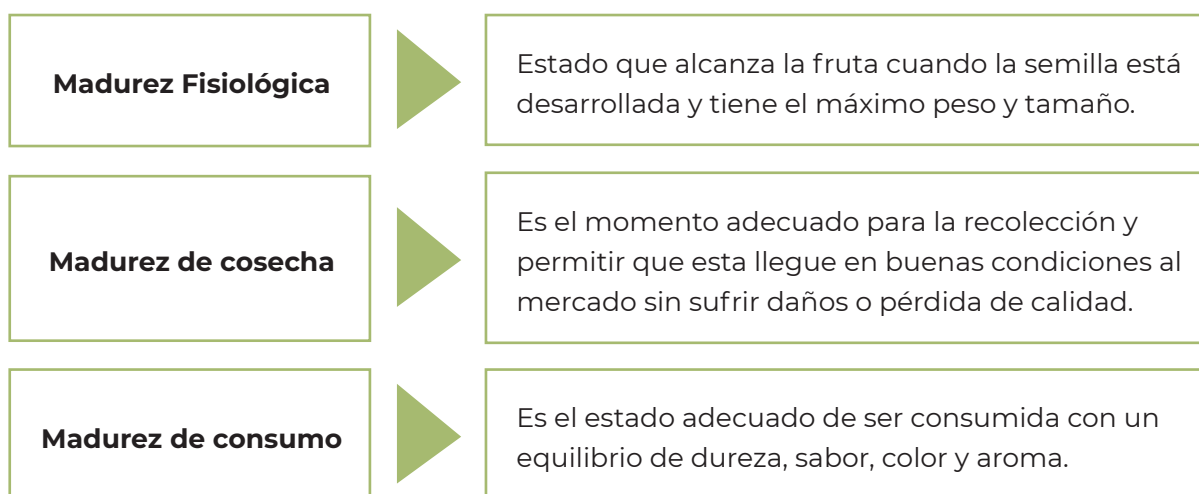 Madurez Fisiológica
Estado que alcanza la fruta cuando la semilla está
desarrollada y tiene el máximo peso y tamaño.
Madurez de cosecha
Es el momento adecuado para la recolección y
permitir que esta llegue en buenas condiciones al
mercado sin sufrir daños o pérdida de calidad.
Madurez de consumo
Es el estado adecuado de ser consumida con un
equilibrio de dureza, sabor, color y aroma.